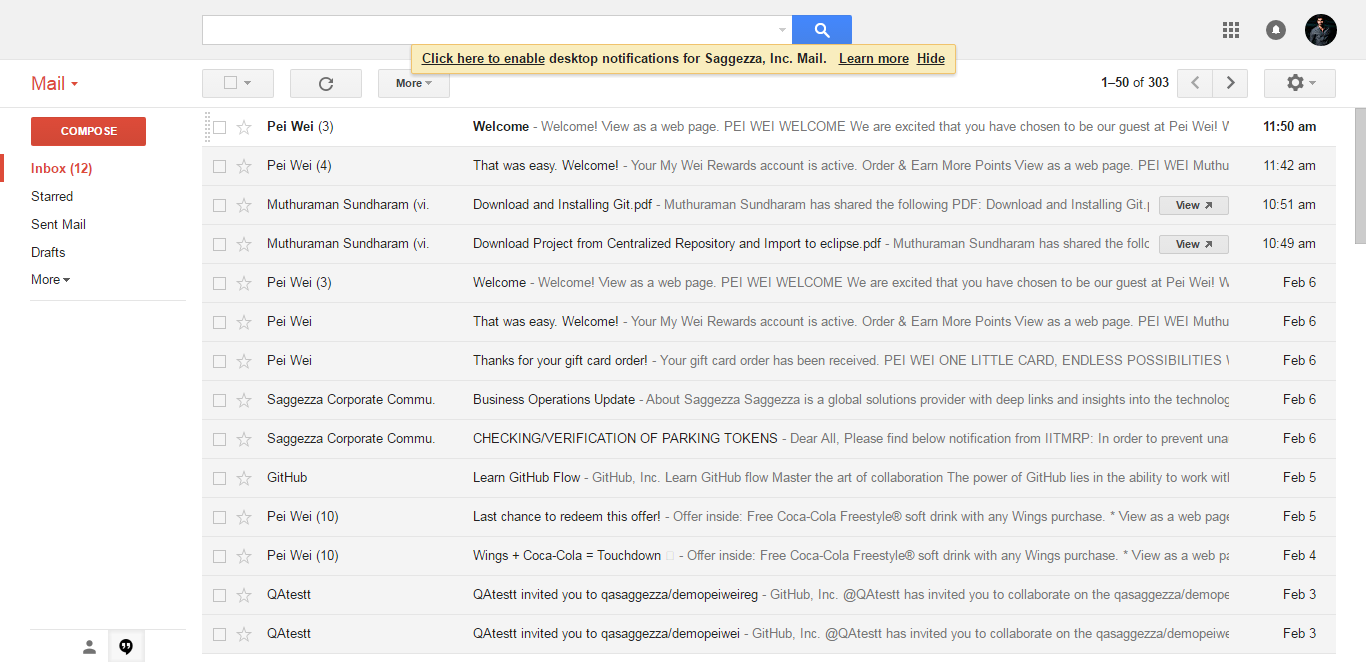 Click here to enable desktop notifications for Saggezza, Inc. Mail. Learn more Hide
Mail More 1–50 of 303
COMPOSE
Inbox (12)
Starred
Sent Mail
Drafts
More
Pei Wei (3) Welcome - Welcome! View as a web page. PEI WEI WELCOME We are excited that you have chosen to be our guest at Pei Wei! 11:50 am
Pei Wei (4) That was easy. Welcome! - Your My Wei Rewards account is active. Order & Earn More Points View as a web page. PEI WEI Muthu 11:42 am
Muthuraman Sundharam (vi. Download and Installing Git.pdf - Muthuraman Sundharam has shared the following PDF: Download and Installing Git.p View 10:51 am
Muthuraman Sundharam (vi. Download Project from Centralized Repository and Import to eclipse.pdf - Muthuraman Sundharam has shared the follo View 10:49 am
Pei Wei (3) Welcome - Welcome! View as a web page. PEI WEI WELCOME We are excited that you have chosen to be our guest at Pei Wei! Feb 6
Pei Wei That was easy. Welcome! - Your My Wei Rewards account is active. Order & Earn More Points View as a web page. PEI WEI Muthu Feb 6
Pei Wei Thanks for your gift card order! - Your gift card order has been received. PEI WEI ONE LITTLE CARD, ENDLESS POSSIBILITIES Feb 6
Saggezza Corporate Commu. Business Operations Update - About Saggezza Saggezza is a global solutions provider with deep links and insights into the technolog Feb 6
Saggezza Corporate Commu. CHECKING/VERIFICATION OF PARKING TOKENS - Dear All, Please find below notification from IITMRP: In order to prevent una Feb 6
GitHub Learn GitHub Flow - GitHub, Inc. Learn GitHub flow Master the art of collaboration The power of GitHub lies in the ability to work wit Feb 5
Pei Wei (10) Last chance to redeem this offer! - Offer inside: Free Coca-Cola Freestyle® soft drink with any Wings purchase. * View as a web page Feb 5
Pei Wei (10) Wings + Coca-Cola = Touchdown - Offer inside: Free Coca-Cola Freestyle® soft drink with any Wings purchase. * View as a web pa Feb 4
QAtestt QAtestt invited you to qasaggezza/demopeiweireg - GitHub, Inc. @QAtestt has invited you to collaborate on the qasaggezza/demope Feb 3
QAtestt QAtestt invited you to qasaggezza/demopeiwei - GitHub, Inc. @QAtestt has invited you to collaborate on the qasaggezza/demopeiwe Feb 3